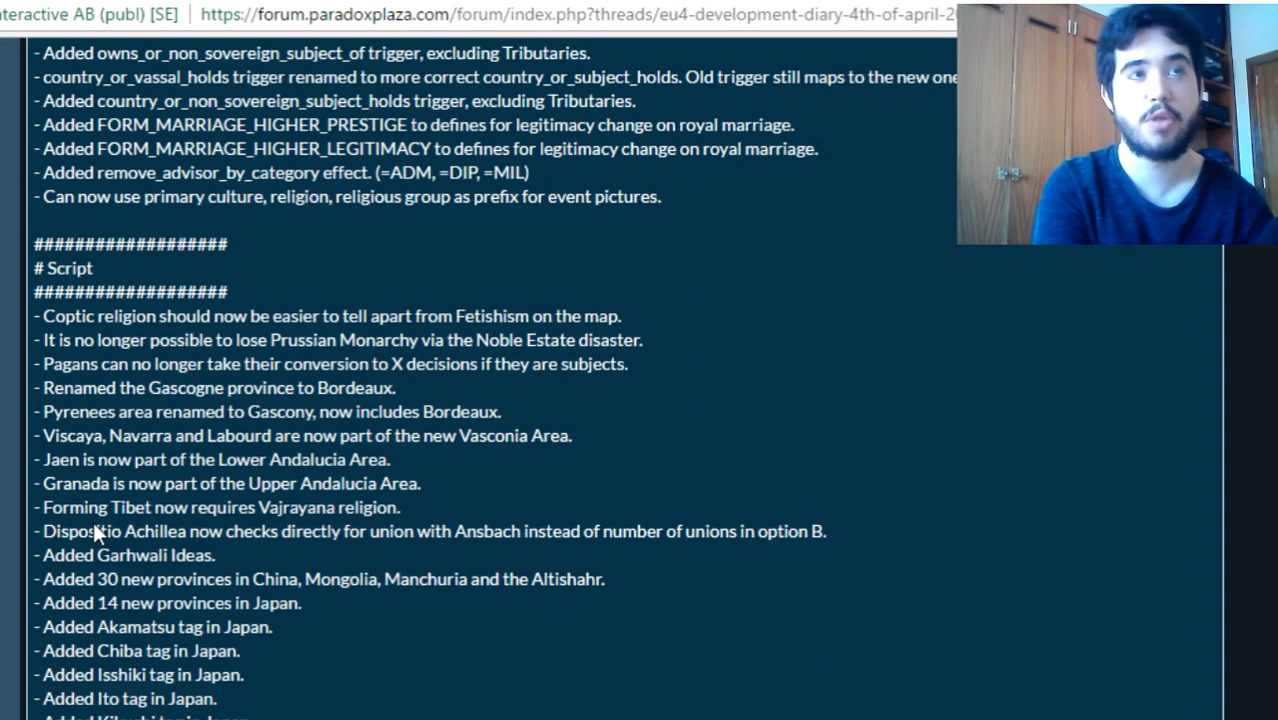 nteractive AB (publ) [SE] https://forum.paradoxplaza.com/forum/index.php?threads/eu4-development-diary-4th-of-april-2
- Added owns_or_non_sovereign_subject_of trigger, excluding Tributaries.
- country_or_vassal_holds trigger renamed to more correct country_or_subject_holds. Old trigger still maps to the new one
- Added country_or_non_sovereign_subject_holds trigger, excluding Tributaries.
- Added FORM_MARRIAGE_HIGHER_PRESTIGE to defines for legitimacy change on royal marriage.
- Added FORM_MARRIAGE_HIGHER_LEGITIMACY to defines for legitimacy change on royal marriage.
- Added remove_advisor_by_category effect. (=ADM, =DIP, =MIL)
- Can now use primary culture, religion, religious group as prefix for event pictures.
###################
# Script
###################
- Coptic religion should now be easier to tell apart from Fetishism on the map.
- It is no longer possible to lose Prussian Monarchy via the Noble Estate disaster.
- Pagans can no longer take their conversion to X decisions if they are subjects.
- Renamed the Gascogne province to Bordeaux.
- Pyrenees area renamed to Gascony, now includes Bordeaux.
- Viscaya, Navarra and Labourd are now part of the new Vasconia Area.
- Jaen is now part of the Lower Andalucia Area.
- Granada is now part of the Upper Andalucia Area.
- Forming Tibet now requires Vajrayana religion.
- Dispositio Achillea now checks directly for union with Ansbach instead of number of unions in option B.
- Added Garhwali Ideas.
- Added 30 new provinces in China, Mongolia, Manchuria and the Altishahr.
- Added 14 new provinces in Japan.
- Added Akamatsu tag in Japan.
- Added Chiba tag in Japan.
- Added Isshiki tag in Japan.
- Added Ito tag in Japan.